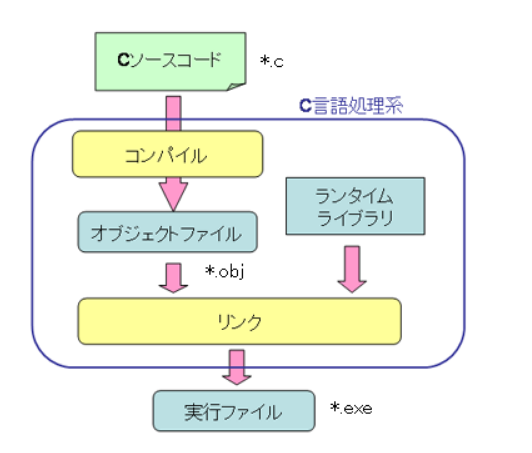 Cソースコード
*.c
C言語処理系
コンパイル
ランタイム
ライブラリ
オブジェクトファイル
*.obj
リンク
実行ファイル
*.exe